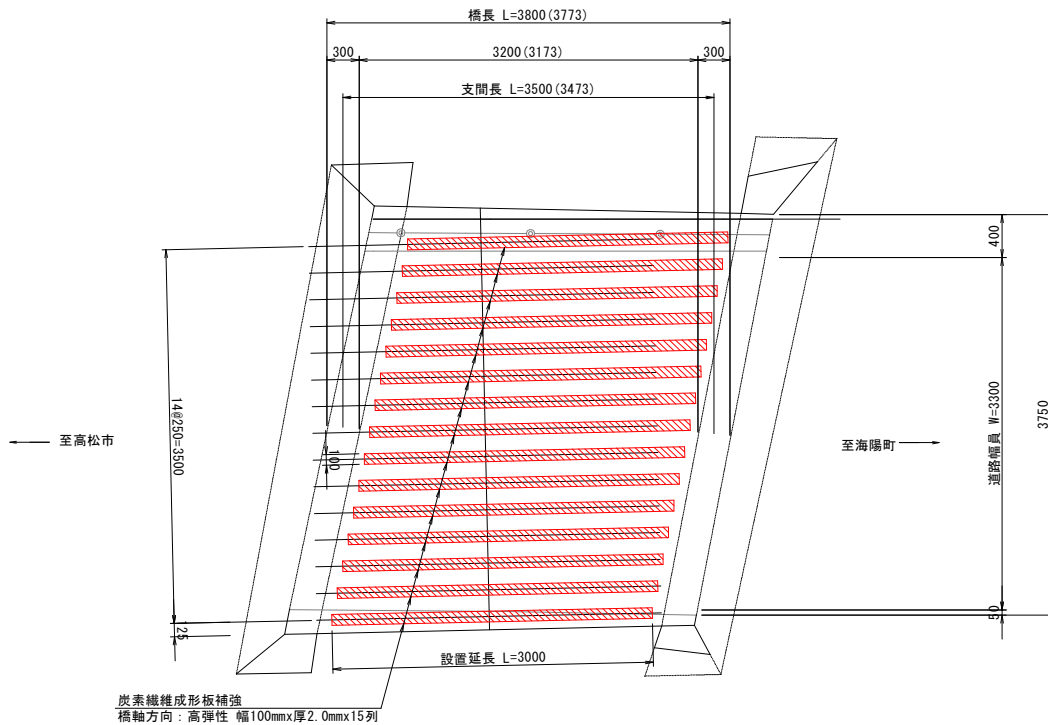 橋長 L=3800(3773)
300
3200(3173)
300
支間長 L=3500(3473)
400
14@250=3500
至高松市
100
至海陽町
道路幅員 W=3300
3750
125
50
設置延長 L=3000
炭素繊維成形板補強
橋軸方向：高弾性 幅100mmx厚2.0mmx15列